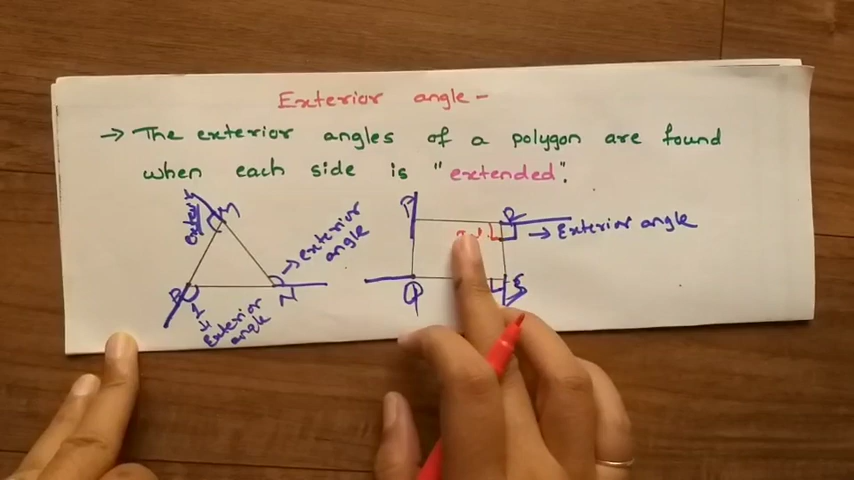 Exterior angle -
→ The exterior angles of a polygon are found
when each side is "extended".
M
N
Exterior
angle
→ exterior
angle
P
R
→ Exterior angle
Q
S